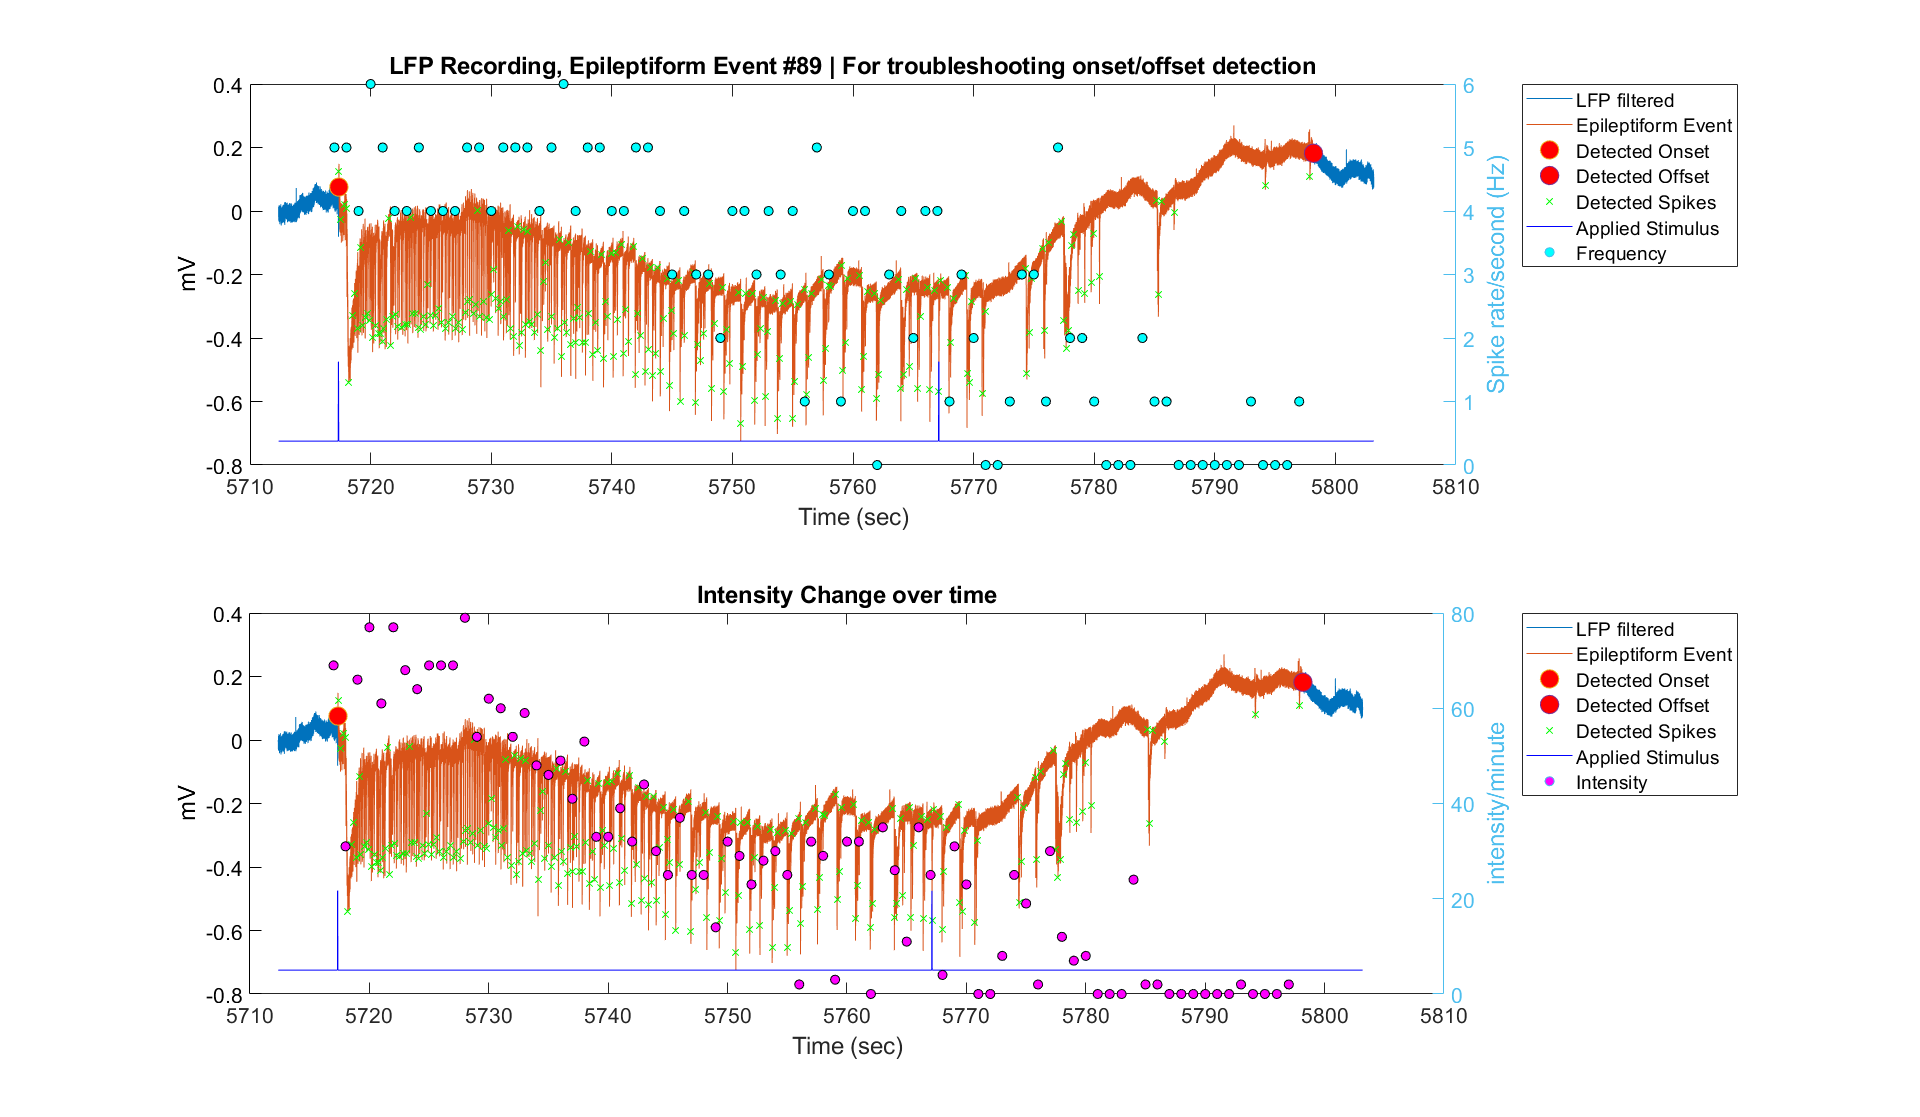 LFP Recording, Epileptiform Event #89 | For troubleshooting onset/offset detection
0.4
0.2
0
-0.2
-0.4
-0.6
-0.8
mV
5710
5720
5730
5740
5750
5760
5770
5780
5790
5800
5810
Time (sec)
6
5
4
3
2
1
0
Spike rate/second (Hz)
LFP filtered
Epileptiform Event
Detected Onset
Detected Offset
Detected Spikes
Applied Stimulus
Frequency
Intensity Change over time
0.4
0.2
0
-0.2
-0.4
-0.6
-0.8
mV
5710
5720
5730
5740
5750
5760
5770
5780
5790
5800
5810
Time (sec)
80
60
40
20
0
intensity/minute
LFP filtered
Epileptiform Event
Detected Onset
Detected Offset
Detected Spikes
Applied Stimulus
Intensity